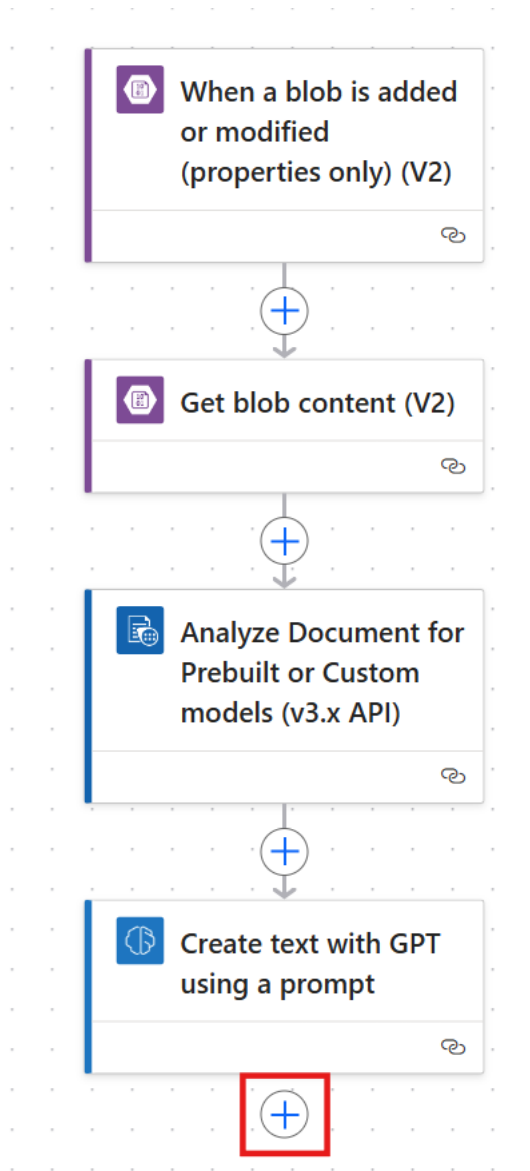 When a blob is added
or modified
(properties only) (V2)
Get blob content (V2)
Analyze Document for
Prebuilt or Custom
models (v3.x API)
Create text with GPT
using a prompt